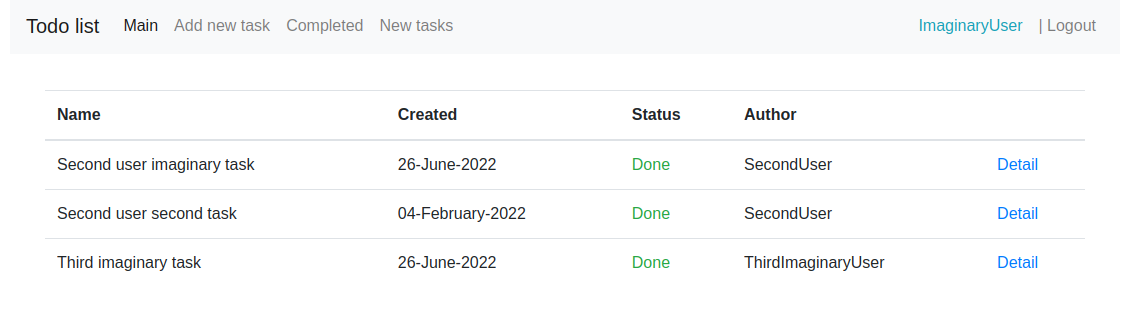 Todo list Main Add new task Completed New tasks ImaginaryUser | Logout
Name Created Status Author
Second user imaginary task 26-June-2022 Done SecondUser Detail
Second user second task 04-February-2022 Done SecondUser Detail
Third imaginary task 26-June-2022 Done ThirdImaginaryUser Detail